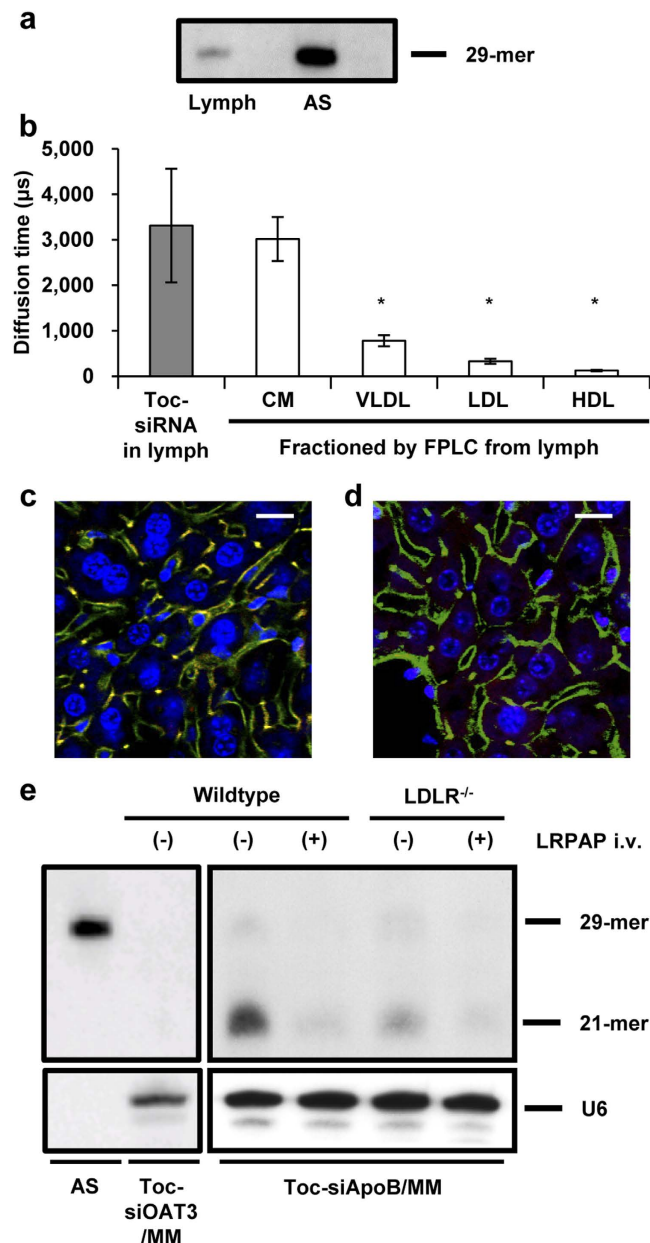 a
29-mer
Lymph AS
b
Diffusion time (μs)
5,000
4,000
3,000
2,000
1,000
0
* * *
Toc-
siRNA
in lymph
CM VLDL LDL HDL
Fractioned by FPLC from lymph
c d
e
Wildtype LDLR-/-
(-) (-) (+) (-) (+) LRPAP i.v.
29-mer
21-mer
U6
AS
Toc-
siOAT3
/MM
Toc-siApoB/MM